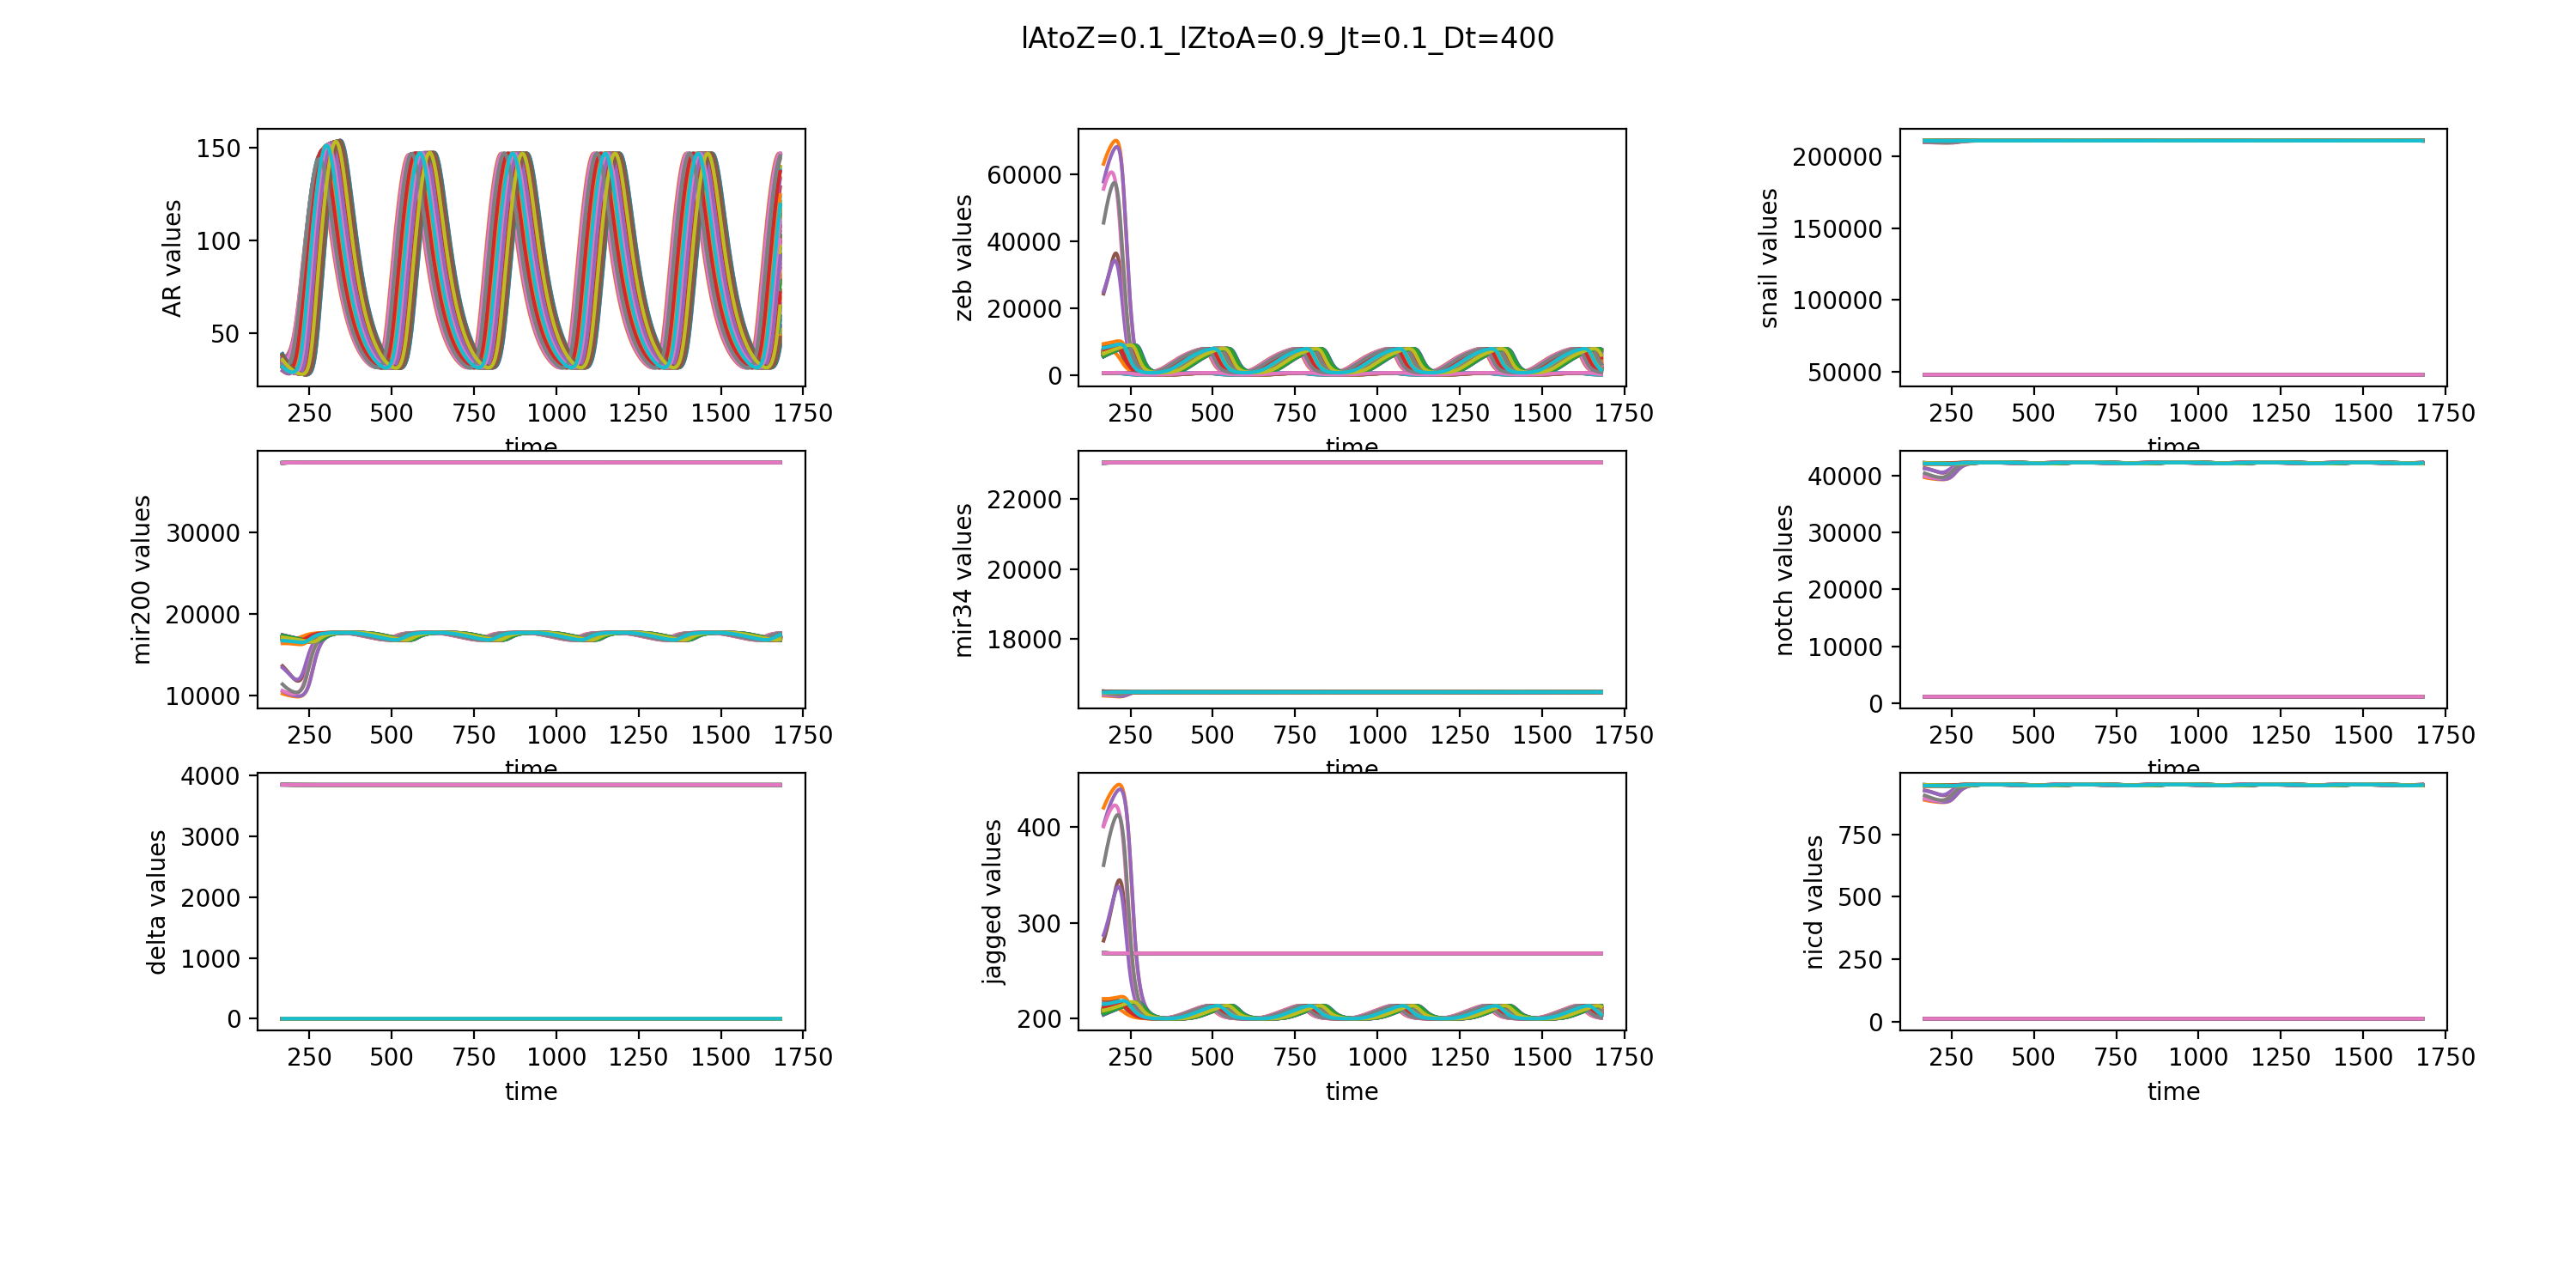 lAtoZ=0.1_lZtoA=0.9_Jt=0.1_Dt=400
AR values
150
100
50
250 500 750 1000 1250 1500 1750
time
zeb values
60000
40000
20000
0
250 500 750 1000 1250 1500 1750
time
snail values
200000
150000
100000
50000
250 500 750 1000 1250 1500 1750
time
mir200 values
30000
20000
10000
250 500 750 1000 1250 1500 1750
time
mir34 values
22000
20000
18000
250 500 750 1000 1250 1500 1750
time
notch values
40000
30000
20000
10000
0
250 500 750 1000 1250 1500 1750
time
delta values
4000
3000
2000
1000
0
250 500 750 1000 1250 1500 1750
time
jagged values
400
300
200
250 500 750 1000 1250 1500 1750
time
nicd values
750
500
250
0
250 500 750 1000 1250 1500 1750
time